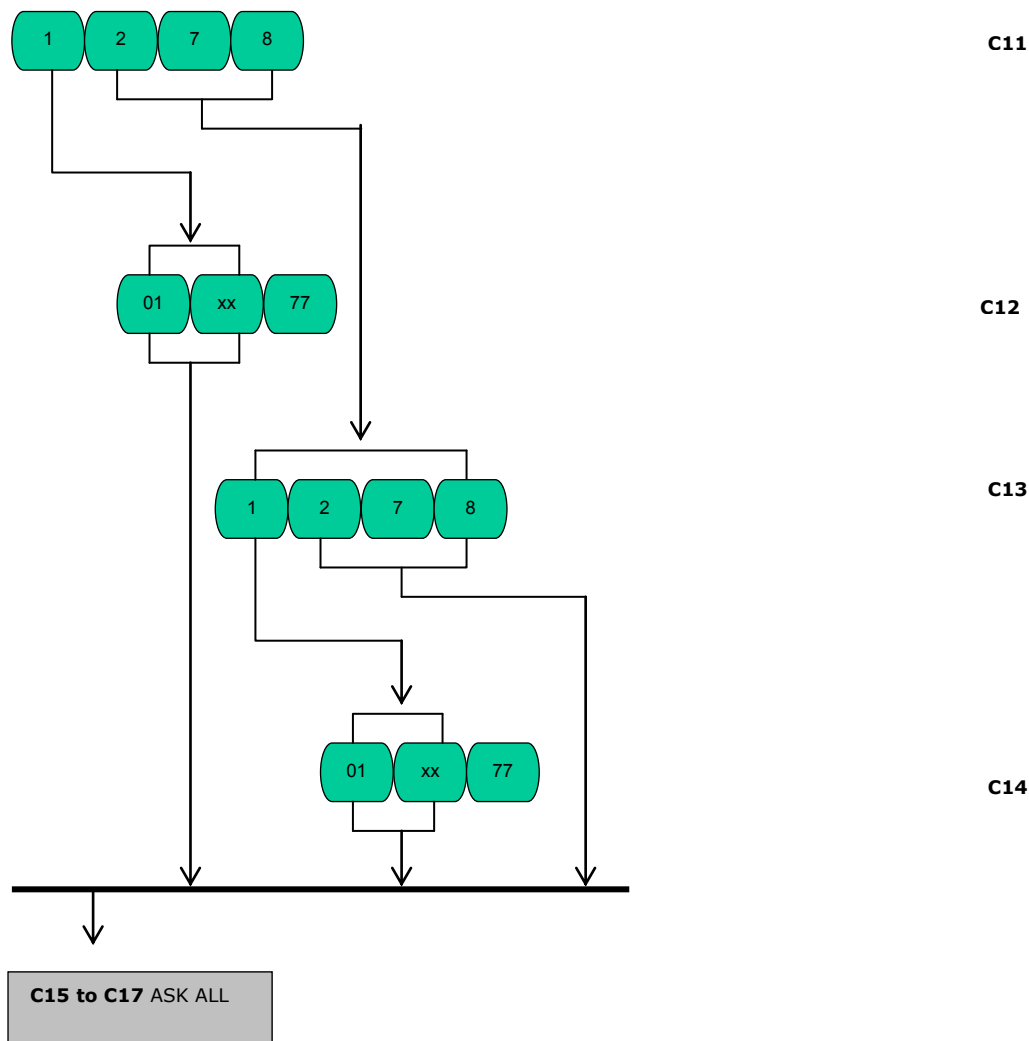 1 2 7 8 C11
01 xx 77 C12
1 2 7 8 C13
01 xx 77 C14
C15 to C17 ASK ALL